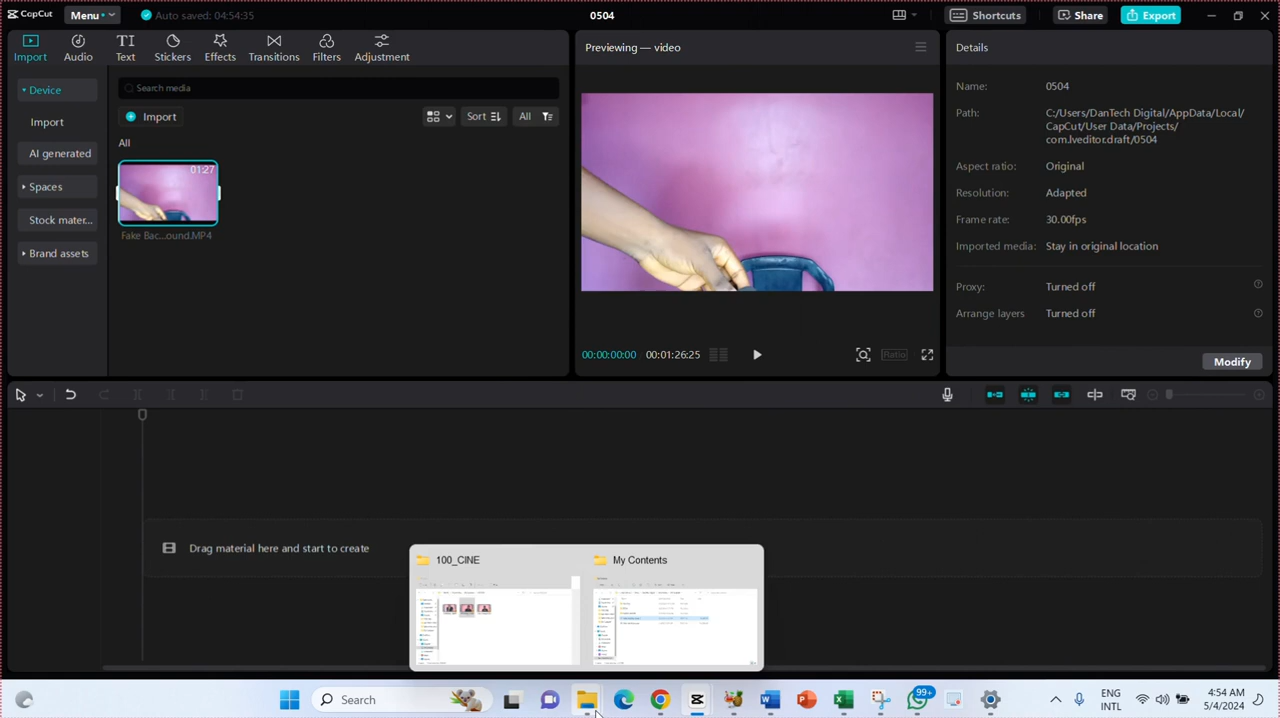 CapCut
Menu
Auto saved: 04:54:35
0504
Shortcuts
Share
Export
Import
Audio
Text
Stickers
Effects
Transitions
Filters
Adjustment
Device
Import
AI generated
Spaces
Stock mater...
Brand assets
Search media
Import
Sort
All
All
01:27
Fake Bac...ound.MP4
Previewing — video
00:00:00:00
00:01:26:25
Ratio
Details
Name: 0504
Path: C:/Users/DanTech Digital/AppData/Local/
CapCut/User Data/Projects/
com.lveditor.draft/0504
Aspect ratio: Original
Resolution: Adapted
Frame rate: 30.00fps
Imported media: Stay in original location
Proxy: Turned off
Arrange layers Turned off
Modify
Drag material here and start to create
100_CINE
My Contents
Search
99+
ENG
INTL
4:54 AM
5/4/2024